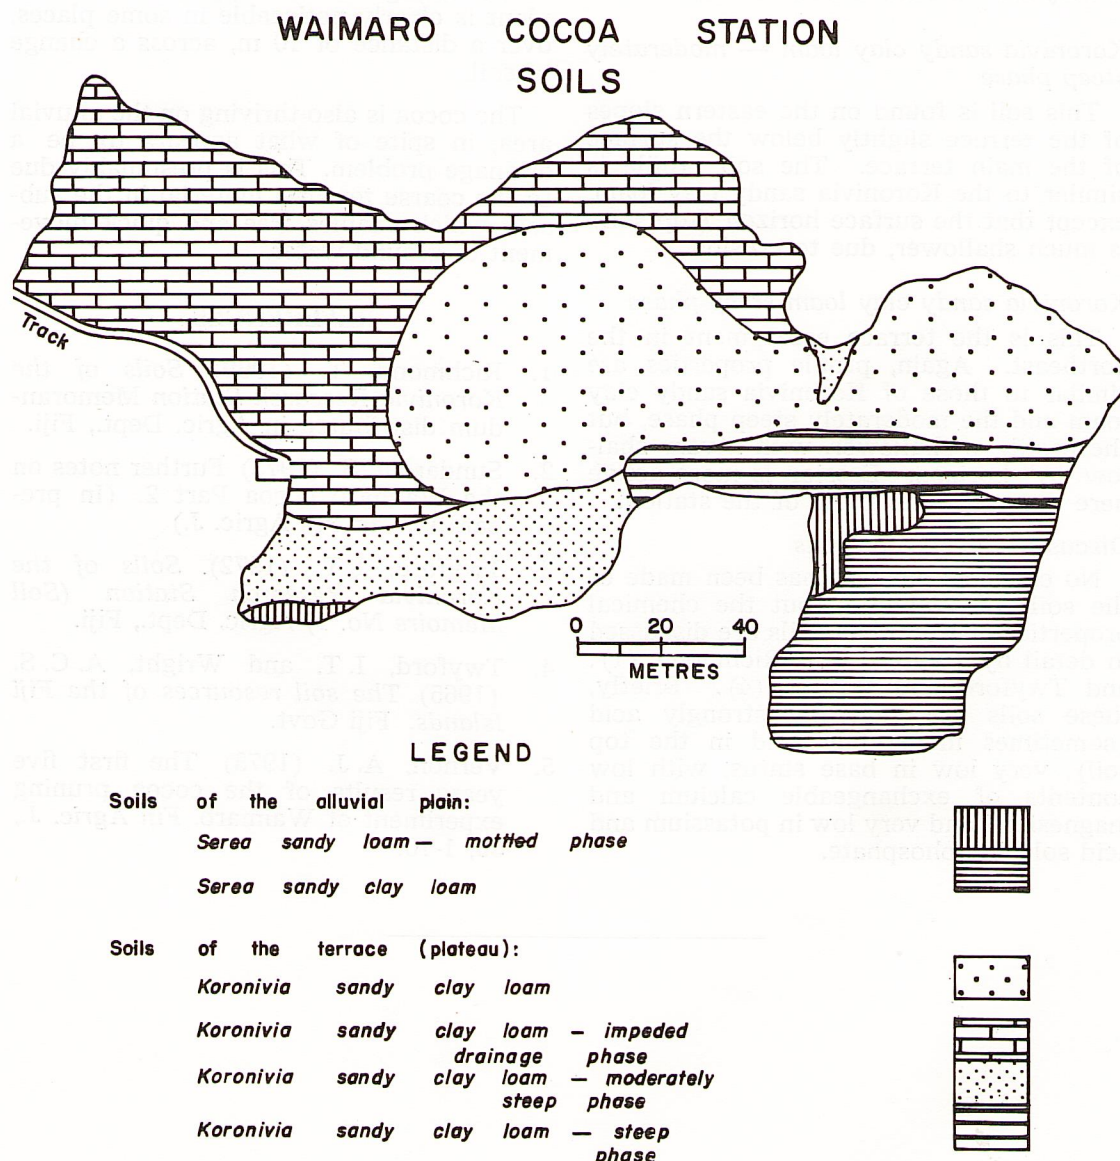 WAIMARO COCOA STATION
SOILS
Track
0 20 40
METRES
LEGEND
Soils of the alluvial plain:
Serea sandy loam — mottled phase
Serea sandy clay loam
Soils of the terrace (plateau):
Koronivia sandy clay loam
Koronivia sandy clay loam — impeded
drainage phase
Koronivia sandy clay loam — moderately
steep phase
Koronivia sandy clay loam — steep
phase